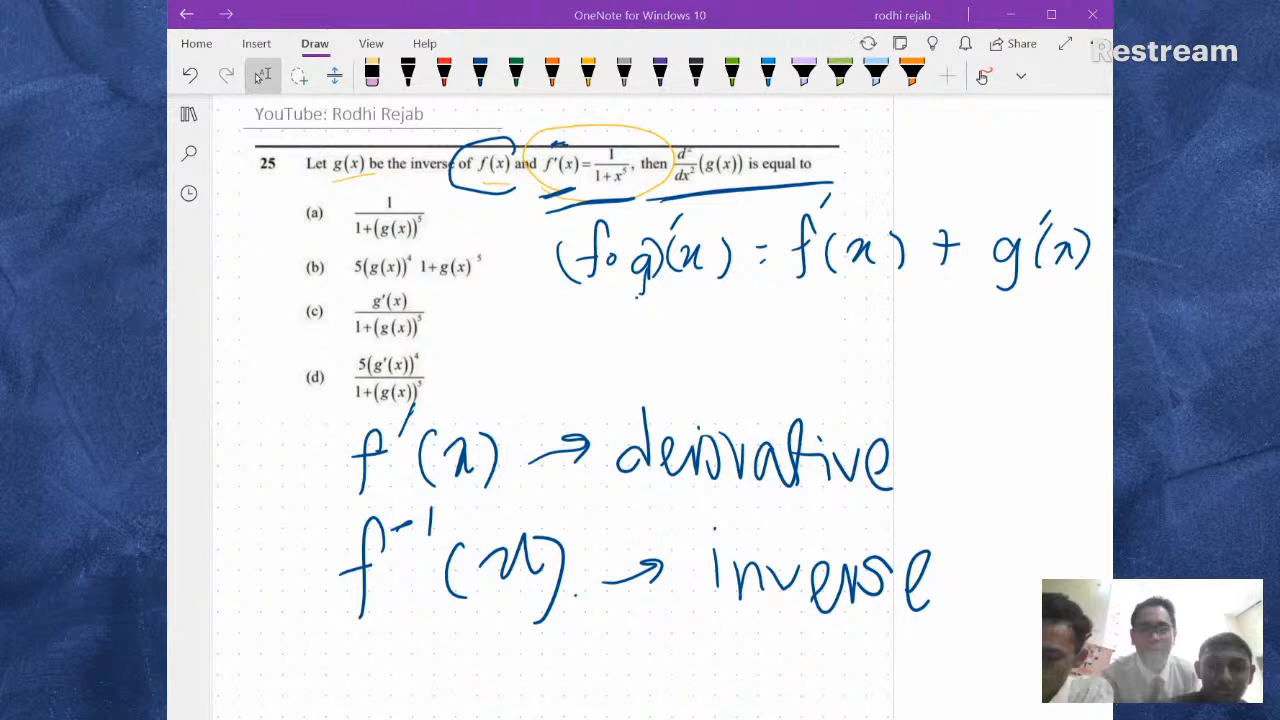 OneNote for Windows 10
rodhi rejab
Home Insert Draw View Help
Share
Restream
YouTube: Rodhi Rejab
25 Let g(x) be the inverse of f(x) and f'(x) = 1/(1+x⁵), then d²/dx² (g(x)) is equal to
(a) 1/(1+(g(x))⁵)
(b) 5(g(x))⁴ 1+g(x) ⁵
(c) g'(x)/(1+(g(x))⁵)
(d) 5(g'(x))⁴/(1+(g(x))⁵)
(f∘g)'(x) = f'(x) + g'(x)
f'(x) → derivative
f⁻¹(x) → inverse